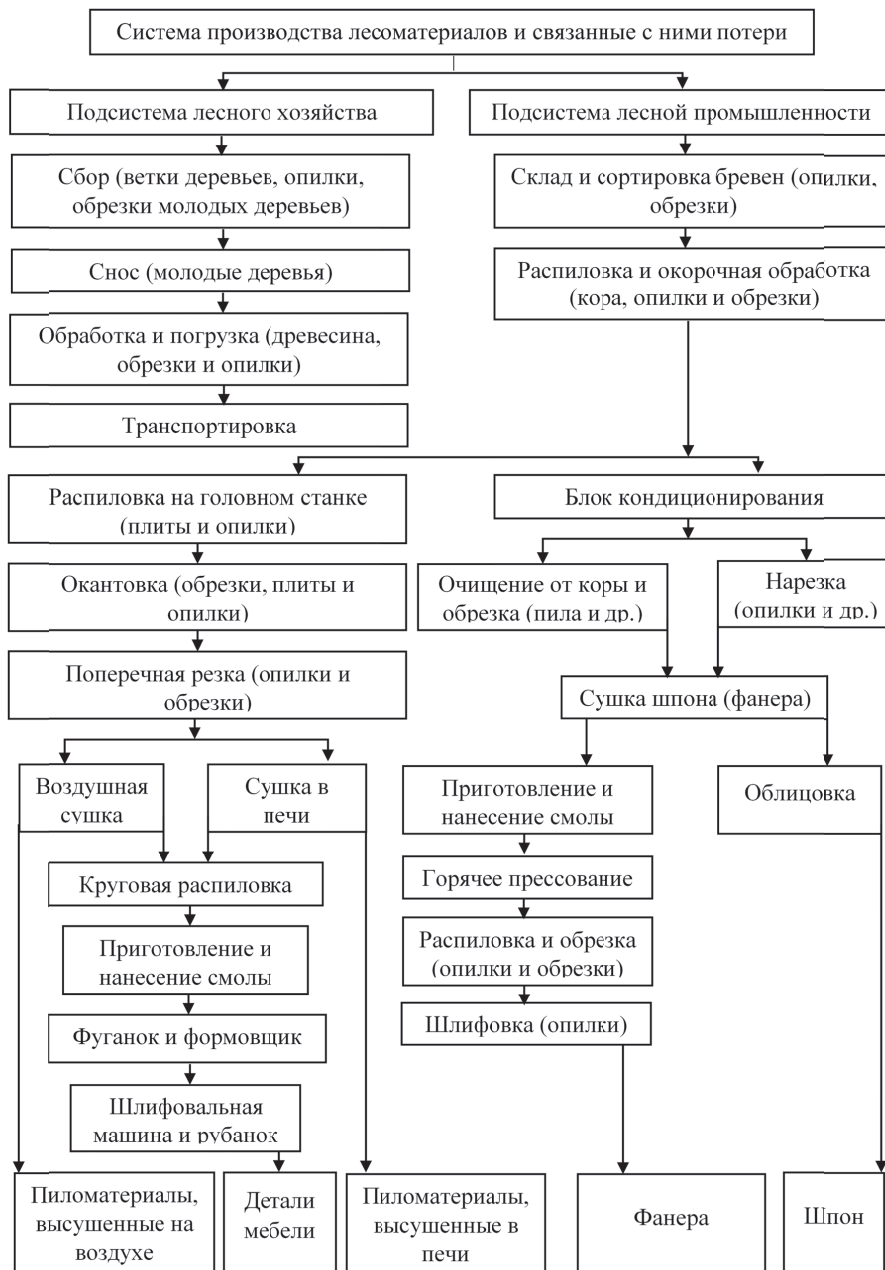 Система производства лесоматериалов и связанные с ними потери
Подсистема лесного хозяйства
Подсистема лесной промышленности
Сбор (ветки деревьев, опилки,
обрезки молодых деревьев)
Склад и сортировка бревен (опилки,
обрезки)
Снос (молодые деревья)
Распиловка и окорочная обработка
(кора, опилки и обрезки)
Обработка и погрузка (древесина,
обрезки и опилки)
Транспортировка
Распиловка на головном станке
(плиты и опилки)
Блок кондиционирования
Окантовка (обрезки, плиты и
опилки)
Очищение от коры и
обрезка (пила и др.)
Нарезка
(опилки и др.)
Поперечная резка (опилки и
обрезки)
Сушка шпона (фанера)
Воздушная
сушка
Сушка в
печи
Приготовление и
нанесение смолы
Облицовка
Круговая распиловка
Горячее прессование
Приготовление и
нанесение смолы
Распиловка и обрезка
(опилки и обрезки)
Фуганок и формовщик
Шлифовка (опилки)
Шлифовальная
машина и рубанок
Пиломатериалы,
высушенные на
воздухе
Детали
мебели
Пиломатериалы,
высушенные в
печи
Фанера
Шпон